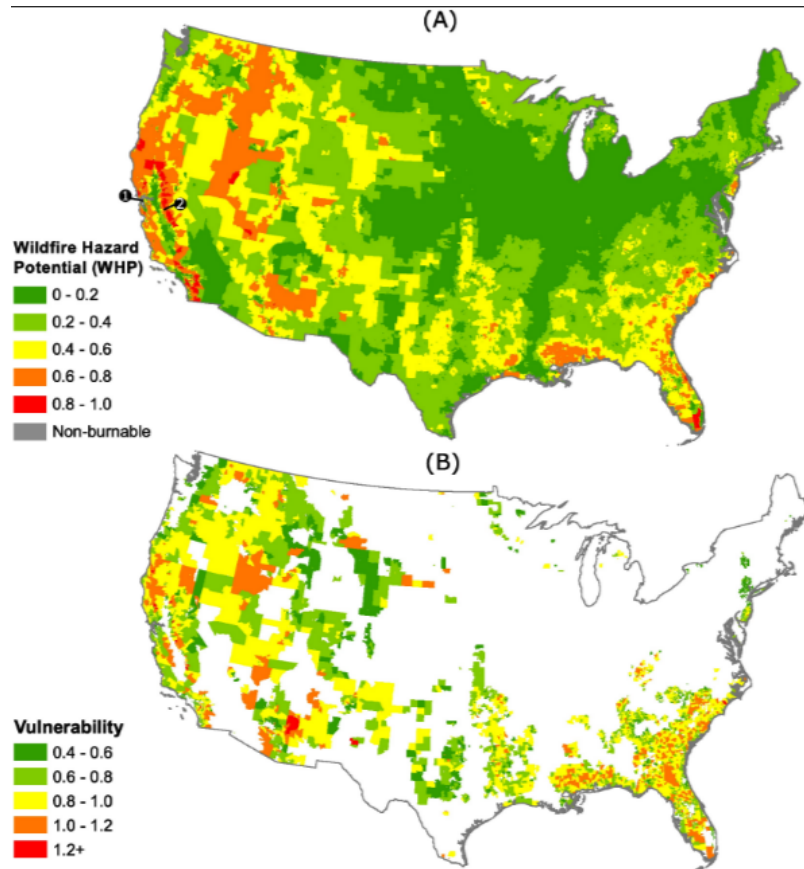 (A)
1
2
Wildfire Hazard
Potential (WHP)
0 - 0.2
0.2 - 0.4
0.4 - 0.6
0.6 - 0.8
0.8 - 1.0
Non-burnable
(B)
Vulnerability
0.4 - 0.6
0.6 - 0.8
0.8 - 1.0
1.0 - 1.2
1.2+